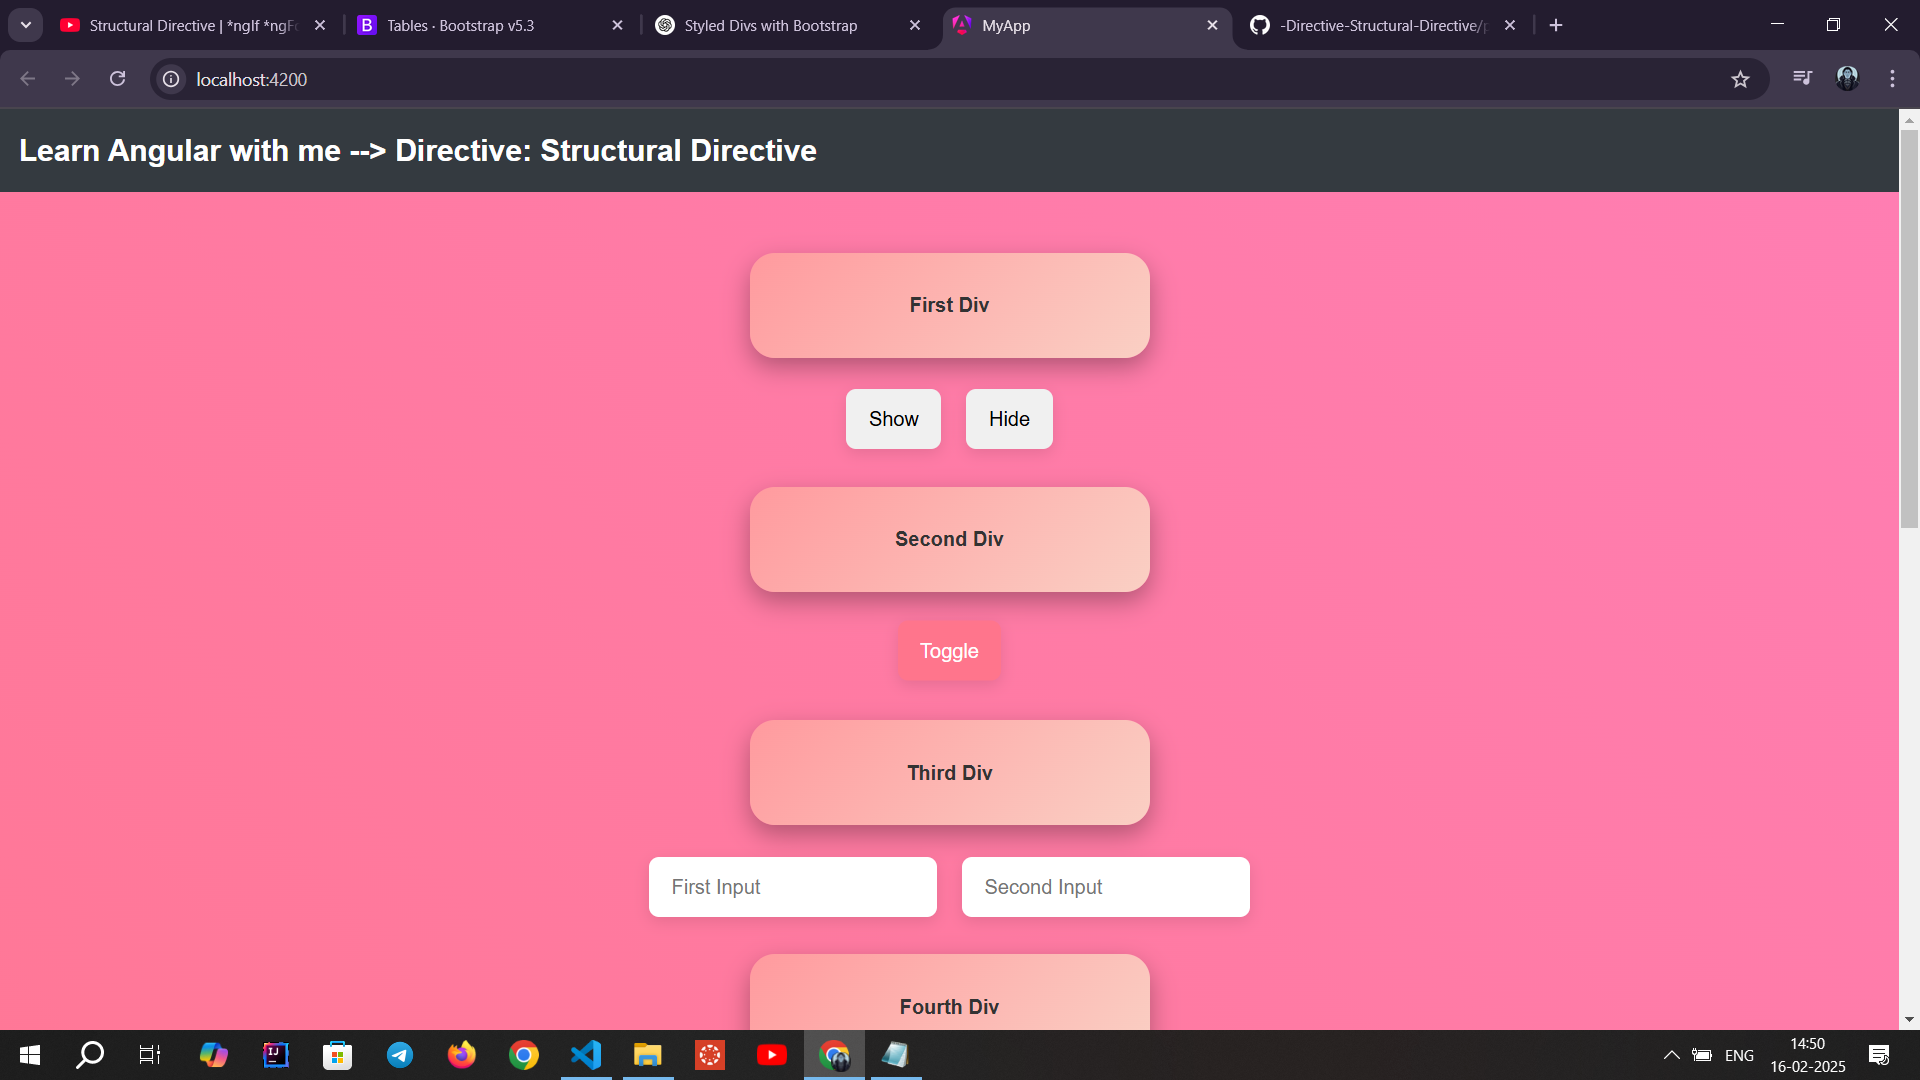 Structural Directive | *ngIf *ngFo
Tables · Bootstrap v5.3
Styled Divs with Bootstrap
MyApp
-Directive-Structural-Directive/p
localhost:4200
Learn Angular with me --> Directive: Structural Directive
First Div
Show
Hide
Second Div
Toggle
Third Div
First Input
Second Input
Fourth Div
ENG
14:50
16-02-2025